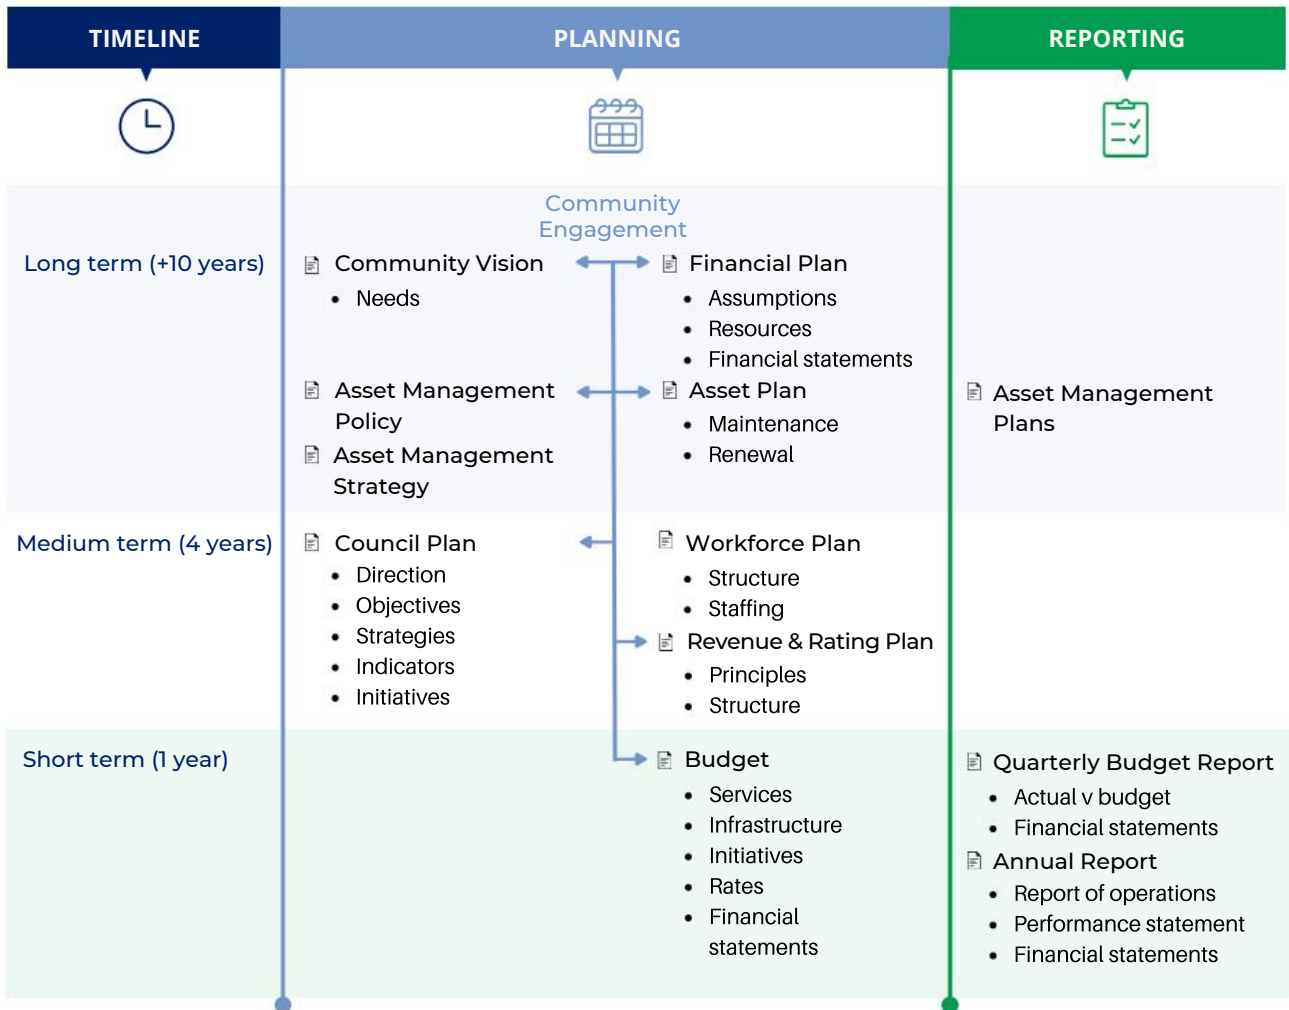 TIMELINE
PLANNING
REPORTING
Community
Engagement
Long term (+10 years)
Community Vision
• Needs
Financial Plan
• Assumptions
• Resources
• Financial statements
Asset Management
Policy
Asset Management
Strategy
Asset Plan
• Maintenance
• Renewal
Asset Management
Plans
Medium term (4 years)
Council Plan
• Direction
• Objectives
• Strategies
• Indicators
• Initiatives
Workforce Plan
• Structure
• Staffing
Revenue & Rating Plan
• Principles
• Structure
Short term (1 year)
Budget
• Services
• Infrastructure
• Initiatives
• Rates
• Financial
statements
Quarterly Budget Report
• Actual v budget
• Financial statements
Annual Report
• Report of operations
• Performance statement
• Financial statements